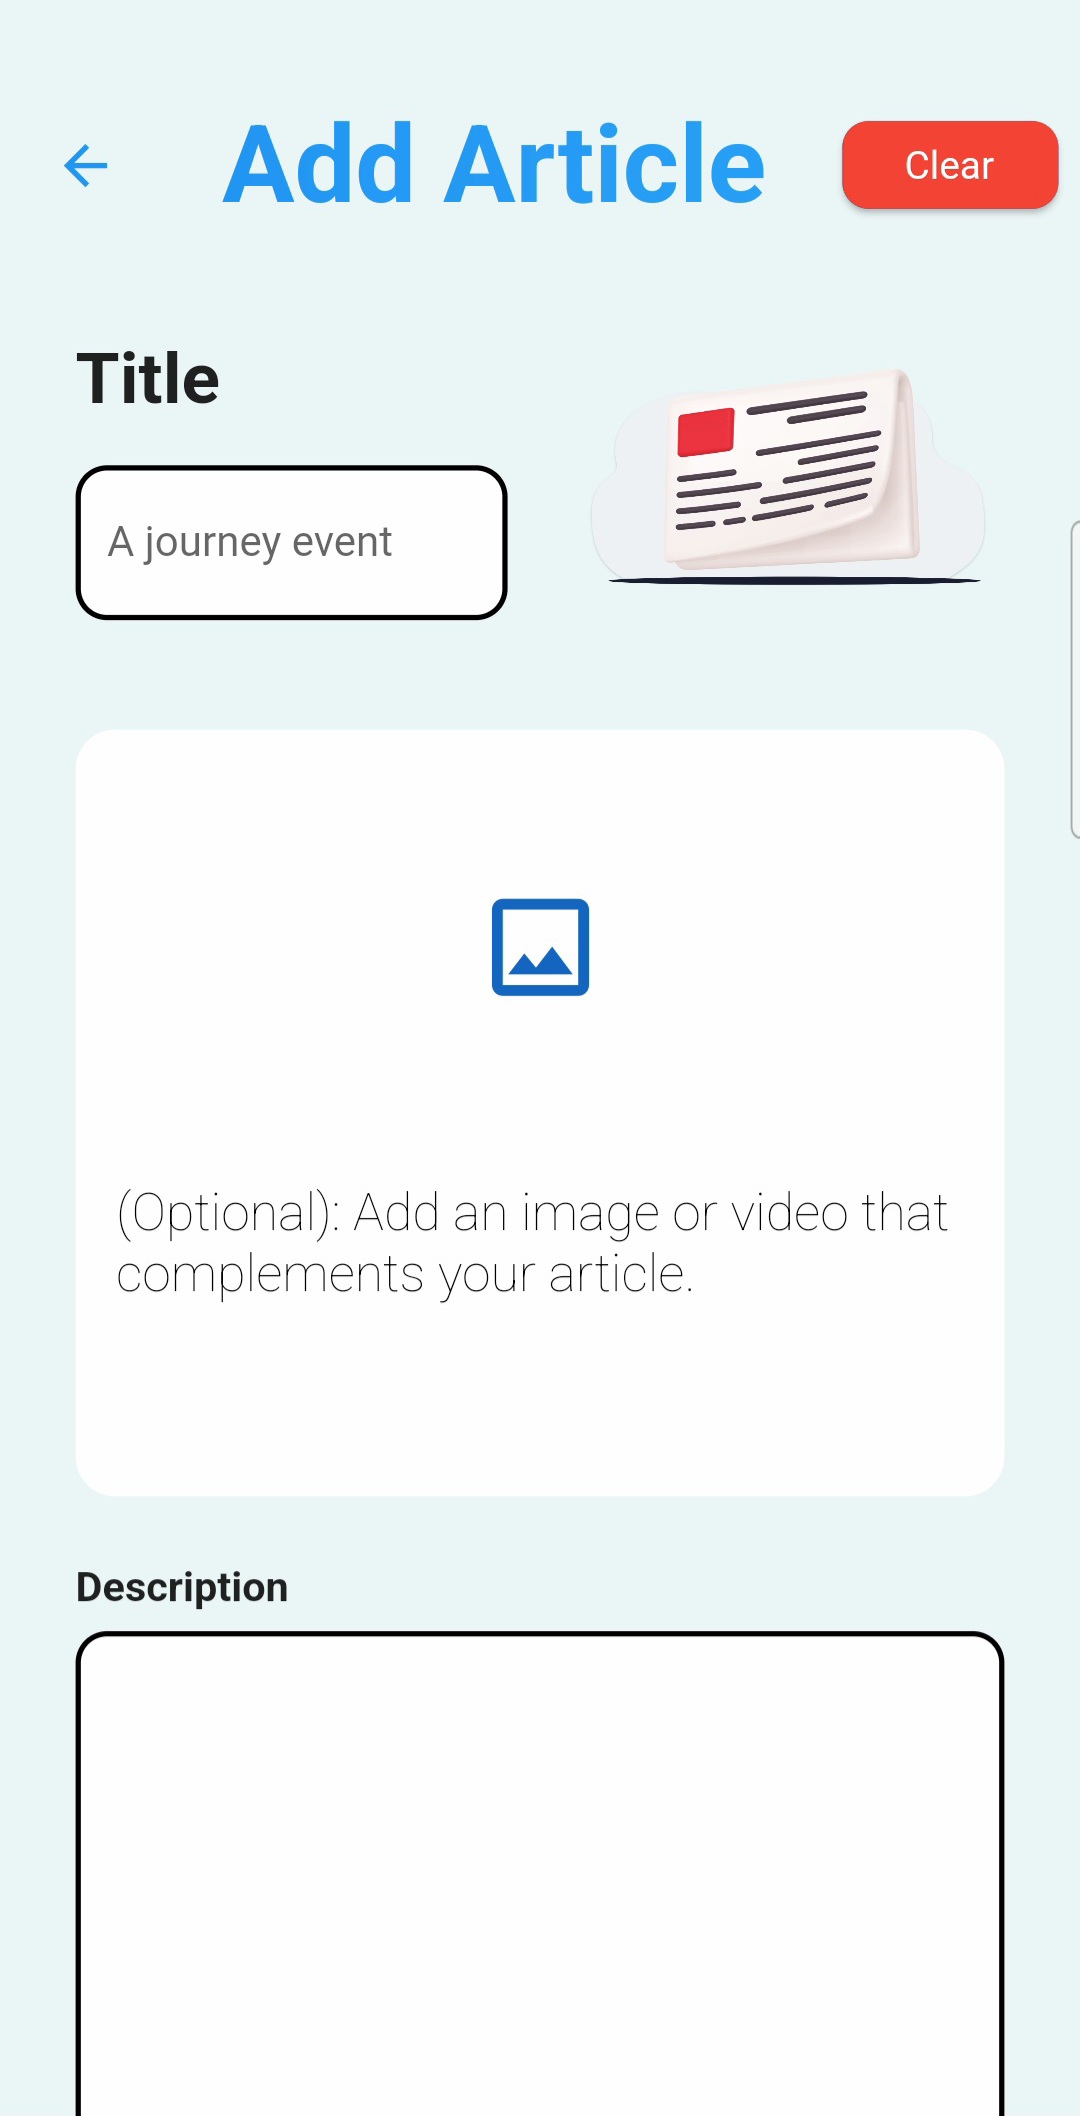 Add Article
Clear
Title
A journey event
(Optional): Add an image or video that
complements your article.
Description